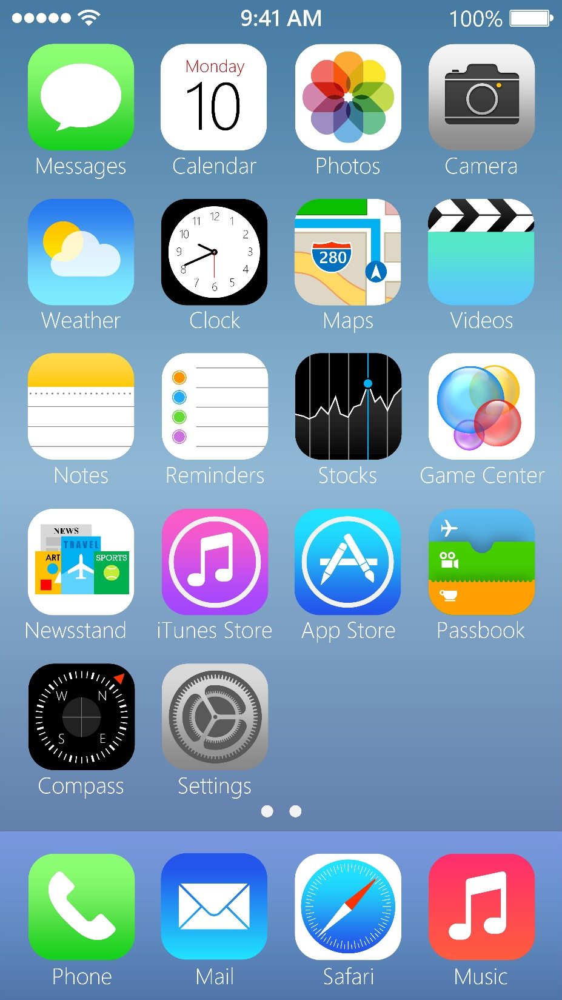 9:41 AM 100%
Monday
10
Messages Calendar Photos Camera
12
11 1
10 2
9 3
8 4
7 5
6
280
Weather Clock Maps Videos
Notes Reminders Stocks Game Center
NEWS
TRAVEL
ART SPORTS
Newsstand iTunes Store App Store Passbook
W N
S E
Compass Settings
Phone Mail Safari Music